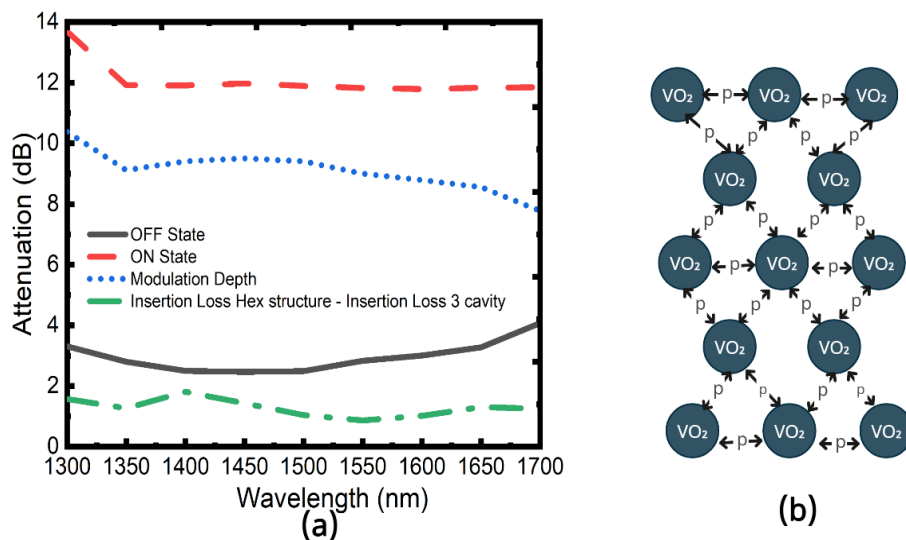 14
12
10
8
6
4
2
0
Attenuation (dB)
OFF State
ON State
Modulation Depth
Insertion Loss Hex structure - Insertion Loss 3 cavity
1300 1350 1400 1450 1500 1550 1600 1650 1700
Wavelength (nm)
(a)
VO₂ p VO₂ p VO₂
p p p p
VO₂ VO₂
p p p p
VO₂ p VO₂ p VO₂
p p p p
VO₂ VO₂
p p p p
VO₂ p VO₂ p VO₂
(b)